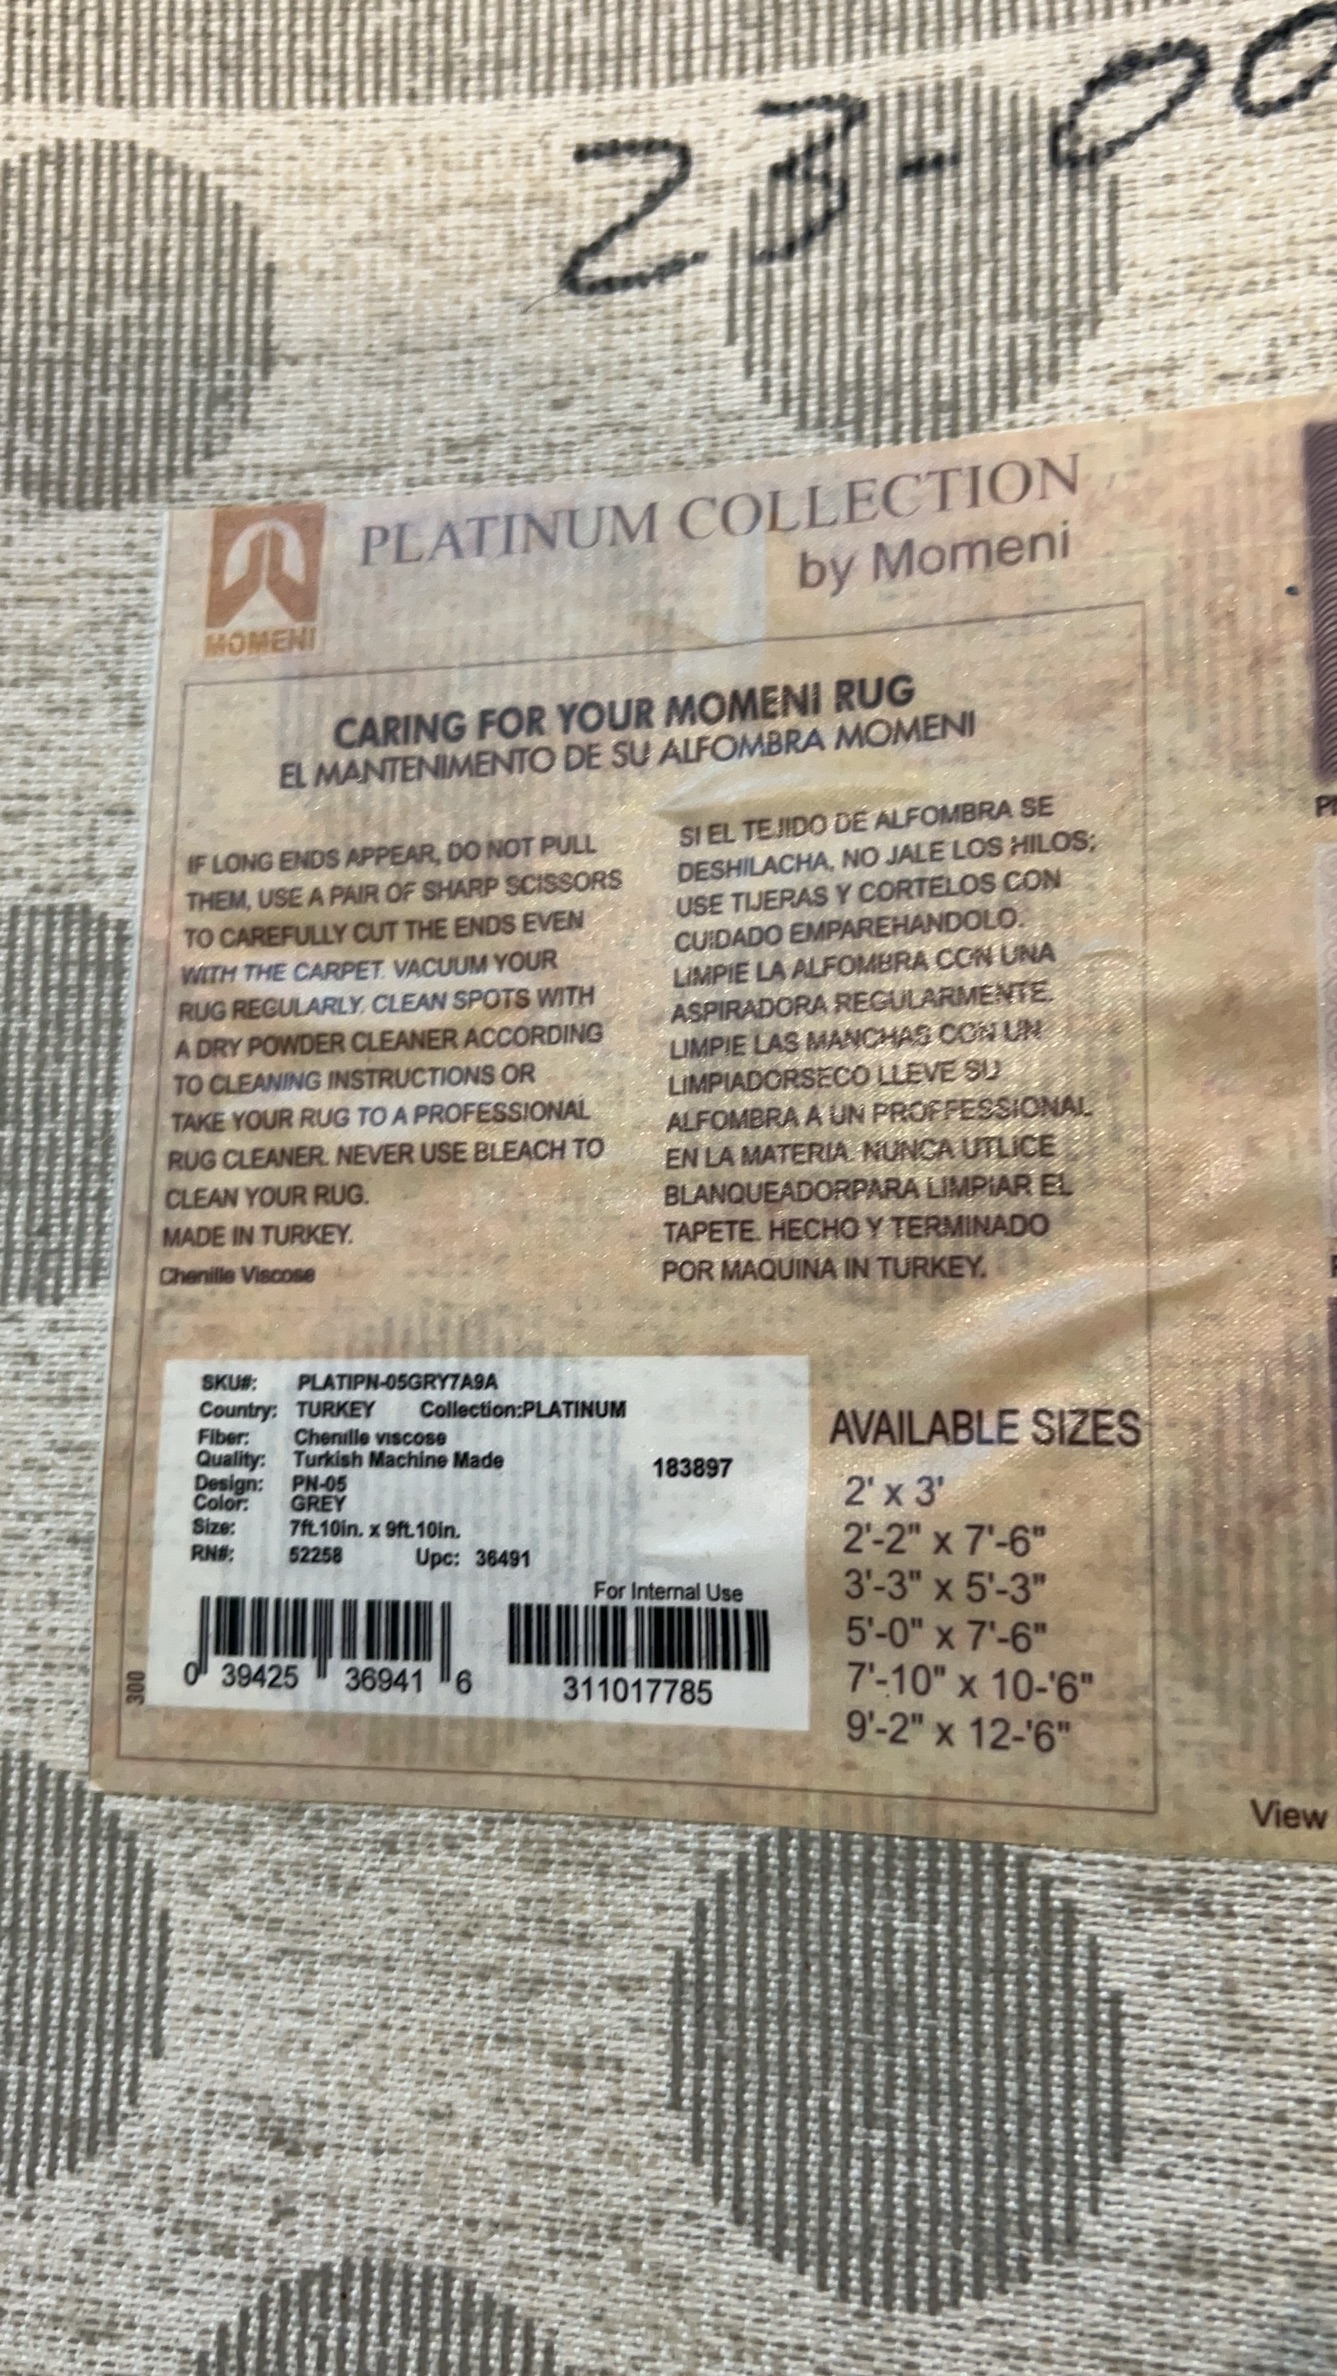 23-00
PLATINUM COLLECTION
by Momeni
MOMENI
CARING FOR YOUR MOMENI RUG
EL MANTENIMENTO DE SU ALFOMBRA MOMENI
IF LONG ENDS APPEAR, DO NOT PULL
THEM, USE A PAIR OF SHARP SCISSORS
TO CAREFULLY CUT THE ENDS EVEN
WITH THE CARPET. VACUUM YOUR
RUG REGULARLY. CLEAN SPOTS WITH
A DRY POWDER CLEANER ACCORDING
TO CLEANING INSTRUCTIONS OR
TAKE YOUR RUG TO A PROFESSIONAL
RUG CLEANER. NEVER USE BLEACH TO
CLEAN YOUR RUG.
MADE IN TURKEY.
Chenille Viscose
SI EL TEJIDO DE ALFOMBRA SE
DESHILACHA, NO JALE LOS HILOS;
USE TIJERAS Y CORTELOS CON
CUIDADO EMPAREHANDOLO.
LIMPIE LA ALFOMBRA CON UNA
ASPIRADORA REGULARMENTE.
LIMPIE LAS MANCHAS CON UN
LIMPIADORSECO LLEVE SU
ALFOMBRA A UN PROFFESSIONAL
EN LA MATERIA. NUNCA UTLICE
BLANQUEADORPARA LIMPIAR EL
TAPETE. HECHO Y TERMINADO
POR MAQUINA IN TURKEY.
SKU#: PLATIPN-05GRY7A9A
Country: TURKEY Collection:PLATINUM
Fiber: Chenille viscose
Quality: Turkish Machine Made
183897
Design: PN-05
Color: GREY
Size: 7ft.10in. x 9ft.10in.
RN#: 52258 Upc: 36491
For Internal Use
0 39425 36941 6
311017785
300
AVAILABLE SIZES
2' x 3'
2'-2" x 7'-6"
3'-3" x 5'-3"
5'-0" x 7'-6"
7'-10" x 10-'6"
9'-2" x 12-'6"
View